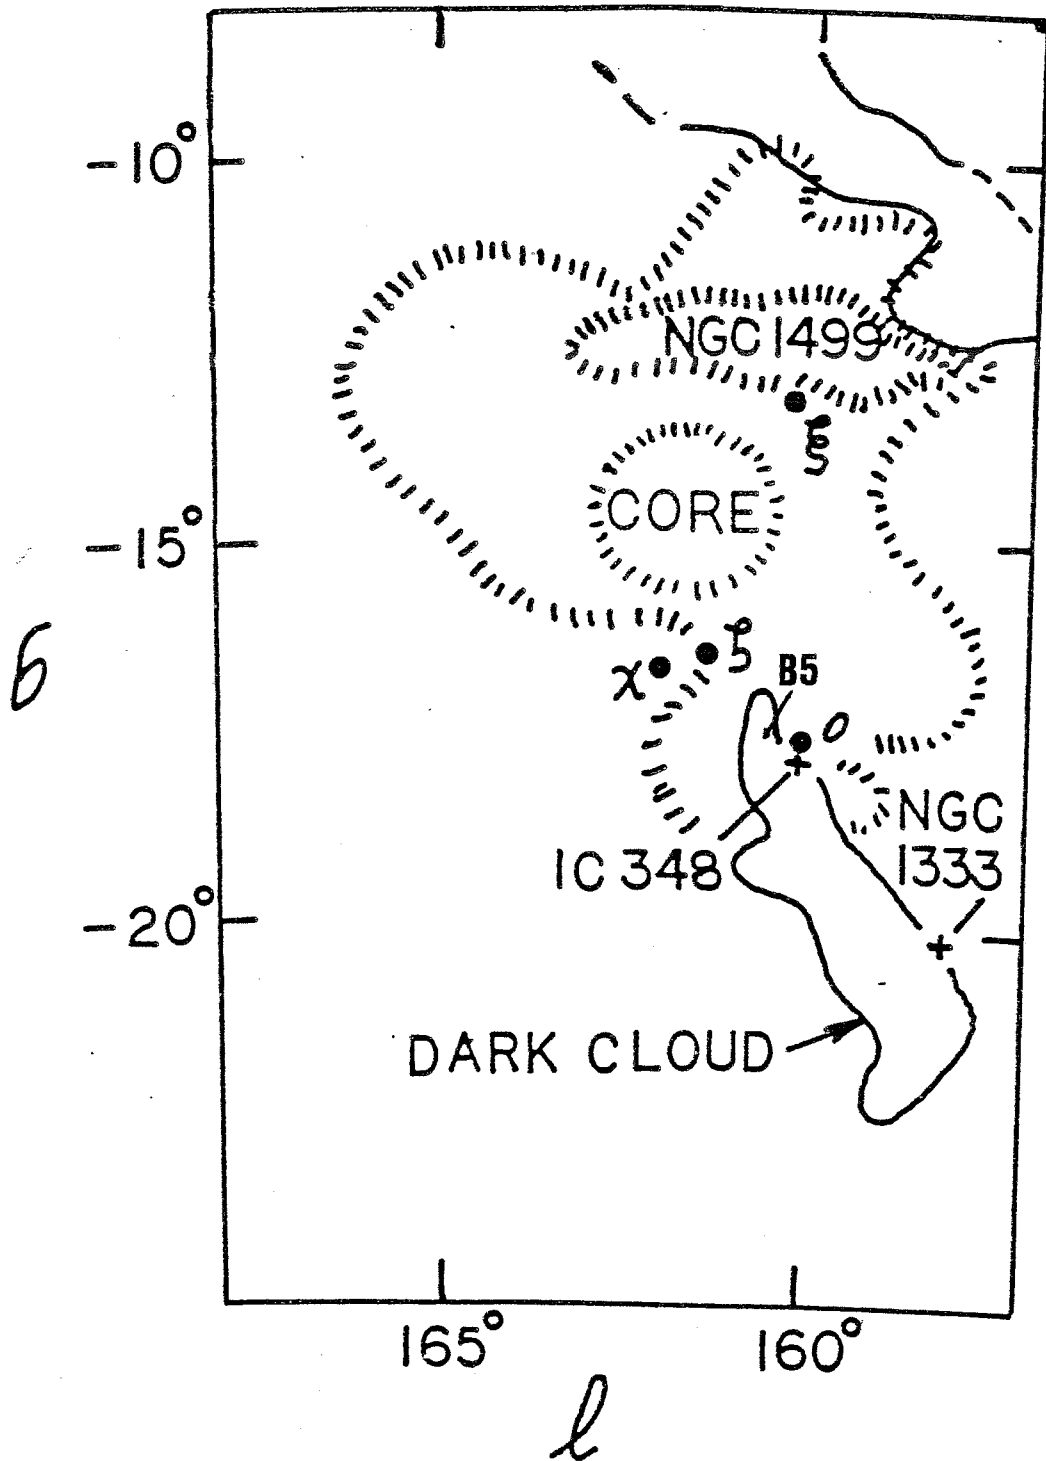 -10°
NGC 1499
ξ
CORE
-15°
ζ
b
χ
B5
ο
NGC
1333
IC 348
-20°
DARK CLOUD
165°
160°
l